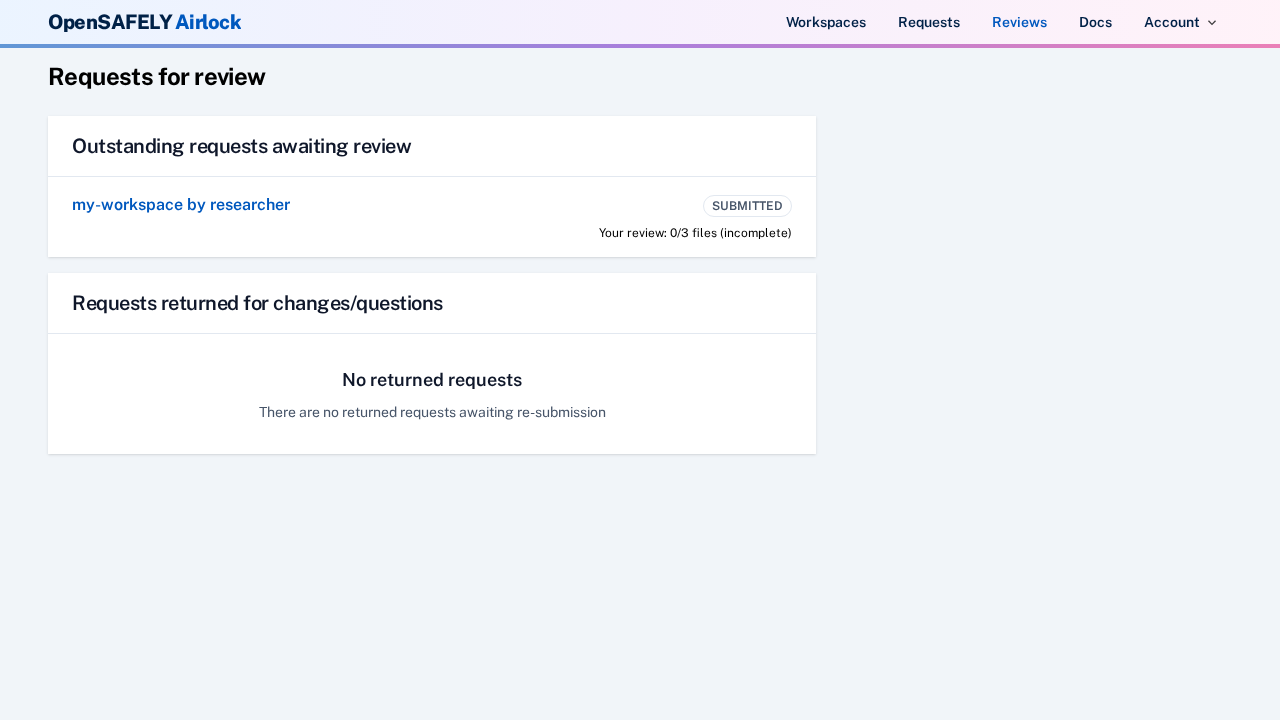 OpenSAFELY Airlock
Workspaces
Requests
Reviews
Docs
Account
Requests for review
Outstanding requests awaiting review
my-workspace by researcher
SUBMITTED
Your review: 0/3 files (incomplete)
Requests returned for changes/questions
No returned requests
There are no returned requests awaiting re-submission